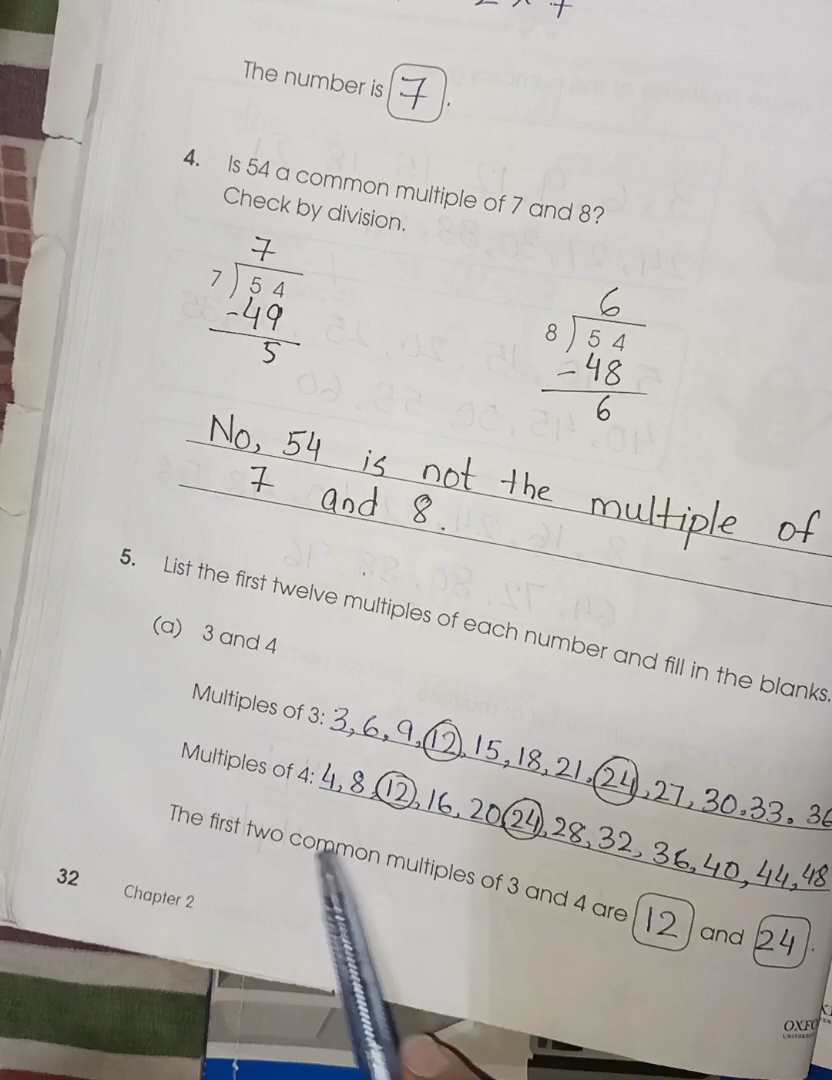 The number is 7.
4. Is 54 a common multiple of 7 and 8?
Check by division.
7
7 ) 5 4
- 49
5
6
8 ) 5 4
- 48
6
No, 54 is not the multiple of
7 and 8.
5. List the first twelve multiples of each number and fill in the blanks.
(a) 3 and 4
Multiples of 3: 3, 6, 9, 12, 15, 18, 21, 24, 27, 30, 33, 36
Multiples of 4: 4, 8, 12, 16, 20, 24, 28, 32, 36, 40, 44, 48
The first two common multiples of 3 and 4 are 12 and 24.
32 Chapter 2